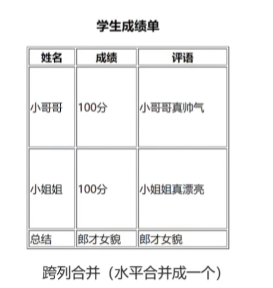 学生成绩单
姓名 成绩 评语
小哥哥 100分 小哥哥真帅气
小姐姐 100分 小姐姐真漂亮
总结 郎才女貌 郎才女貌
跨列合并（水平合并成一个）